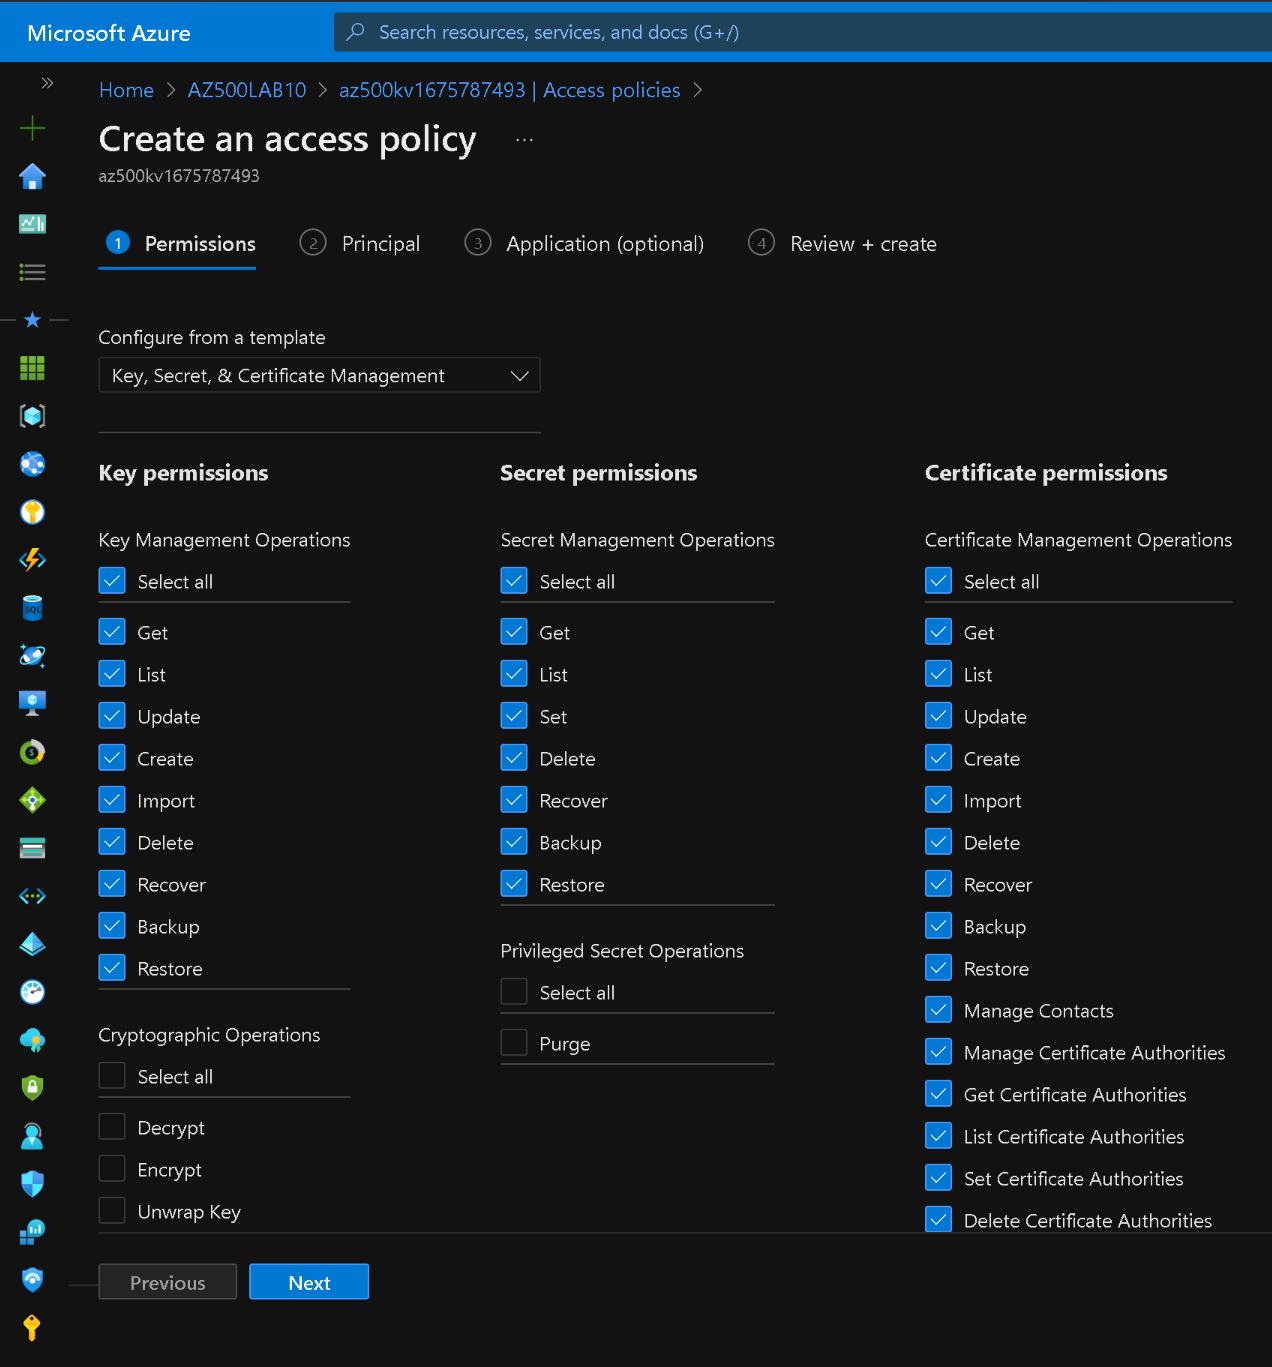 Microsoft Azure
Search resources, services, and docs (G+/)
Home > AZ500LAB10 > az500kv1675787493 | Access policies >
Create an access policy ...
az500kv1675787493
1 Permissions
2 Principal
3 Application (optional)
4 Review + create
Configure from a template
Key, Secret, & Certificate Management
Key permissions
Key Management Operations
Select all
Get
List
Update
Create
Import
Delete
Recover
Backup
Restore
Cryptographic Operations
Select all
Decrypt
Encrypt
Unwrap Key
Secret permissions
Secret Management Operations
Select all
Get
List
Set
Delete
Recover
Backup
Restore
Privileged Secret Operations
Select all
Purge
Certificate permissions
Certificate Management Operations
Select all
Get
List
Update
Create
Import
Delete
Recover
Backup
Restore
Manage Contacts
Manage Certificate Authorities
Get Certificate Authorities
List Certificate Authorities
Set Certificate Authorities
Delete Certificate Authorities
Previous
Next
SQL